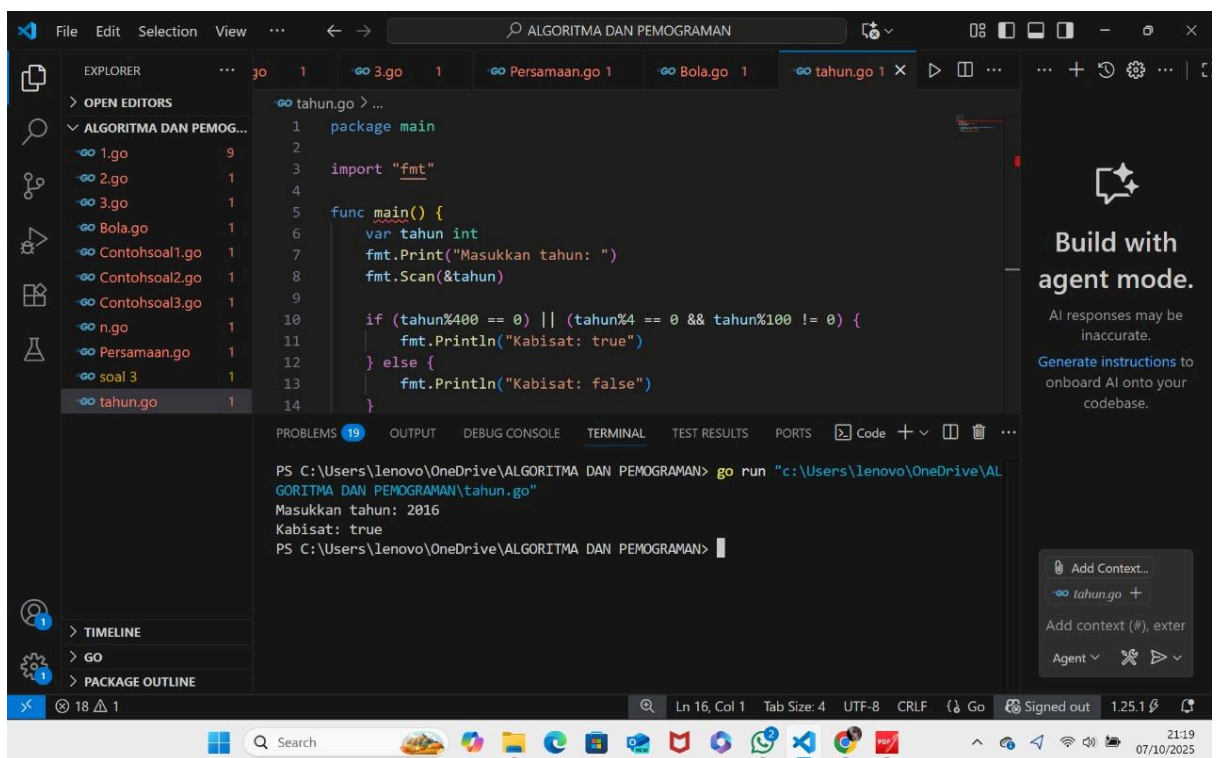 File Edit Selection View ... ALGORITMA DAN PEMOGRAMAN
EXPLORER ...
OPEN EDITORS
ALGORITMA DAN PEMOG...
1.go 9
2.go 1
3.go 1
Bola.go 1
Contohsoal1.go 1
Contohsoal2.go 1
Contohsoal3.go 1
n.go 1
Persamaan.go 1
soal 3 1
tahun.go 1
TIMELINE
GO
PACKAGE OUTLINE
go 1 3.go 1 Persamaan.go 1 Bola.go 1 tahun.go 1
tahun.go > ...
1 package main
2
3 import "fmt"
4
5 func main() {
6 var tahun int
7 fmt.Print("Masukkan tahun: ")
8 fmt.Scan(&tahun)
9
10 if (tahun%400 == 0) || (tahun%4 == 0 && tahun%100 != 0) {
11 fmt.Println("Kabisat: true")
12 } else {
13 fmt.Println("Kabisat: false")
14 }
PROBLEMS 19 OUTPUT DEBUG CONSOLE TERMINAL TEST RESULTS PORTS Code
PS C:\Users\lenovo\OneDrive\ALGORITMA DAN PEMOGRAMAN> go run "c:\Users\lenovo\OneDrive\AL
GORITMA DAN PEMOGRAMAN\tahun.go"
Masukkan tahun: 2016
Kabisat: true
PS C:\Users\lenovo\OneDrive\ALGORITMA DAN PEMOGRAMAN>
Build with
agent mode.
AI responses may be
inaccurate.
Generate instructions to
onboard AI onto your
codebase.
Add Context...
tahun.go +
Add context (#), exter
Agent
1
1
18 1 Ln 16, Col 1 Tab Size: 4 UTF-8 CRLF Go Signed out 1.25.1
Search
2
21:19
07/10/2025